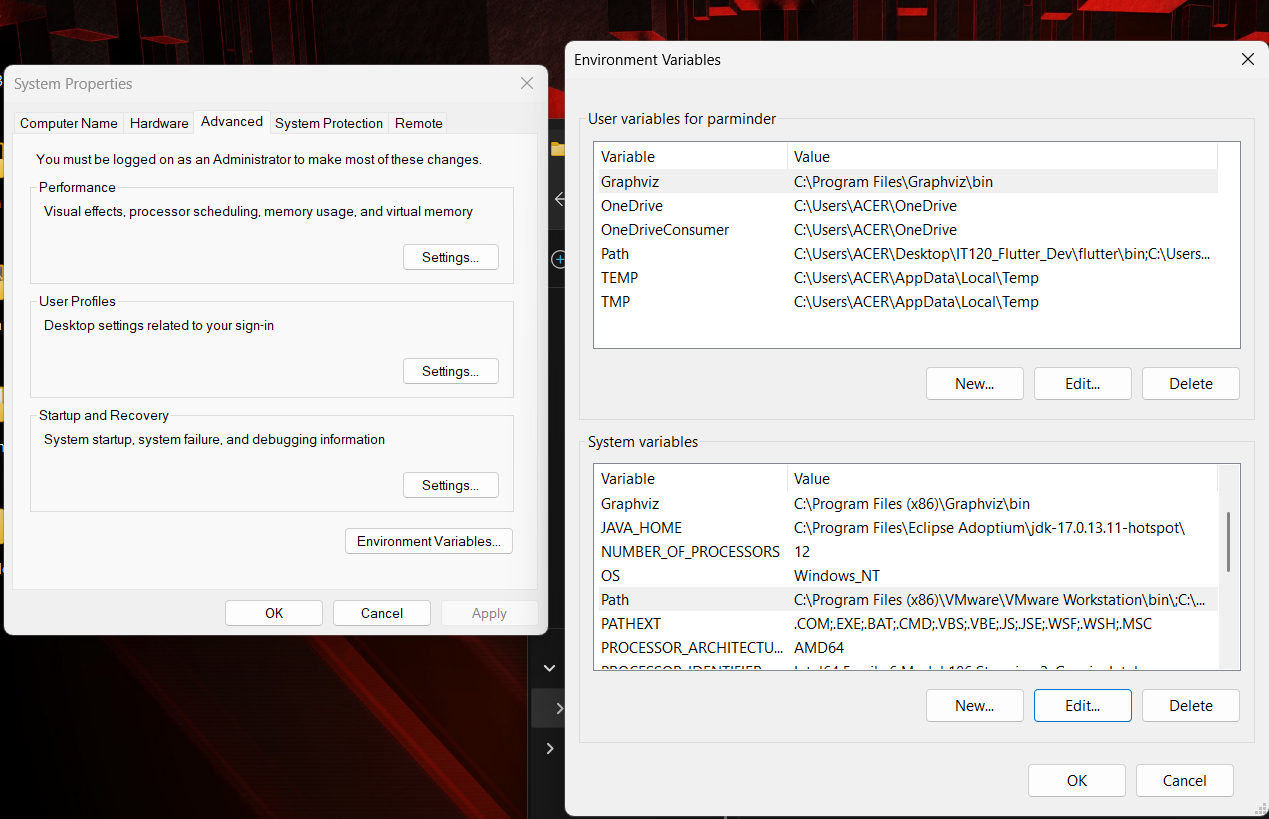 System Properties
Computer Name Hardware Advanced System Protection Remote
You must be logged on as an Administrator to make most of these changes.
Performance
Visual effects, processor scheduling, memory usage, and virtual memory
Settings...
User Profiles
Desktop settings related to your sign-in
Settings...
Startup and Recovery
System startup, system failure, and debugging information
Settings...
Environment Variables...
OK Cancel Apply
Environment Variables
User variables for parminder
Variable Value
Graphviz C:\Program Files\Graphviz\bin
OneDrive C:\Users\ACER\OneDrive
OneDriveConsumer C:\Users\ACER\OneDrive
Path C:\Users\ACER\Desktop\IT120_Flutter_Dev\flutter\bin;C:\Users...
TEMP C:\Users\ACER\AppData\Local\Temp
TMP C:\Users\ACER\AppData\Local\Temp
New... Edit... Delete
System variables
Variable Value
Graphviz C:\Program Files (x86)\Graphviz\bin
JAVA_HOME C:\Program Files\Eclipse Adoptium\jdk-17.0.13.11-hotspot\
NUMBER_OF_PROCESSORS 12
OS Windows_NT
Path C:\Program Files (x86)\VMware\VMware Workstation\bin\;C:\...
PATHEXT .COM;.EXE;.BAT;.CMD;.VBS;.VBE;.JS;.JSE;.WSF;.WSH;.MSC
PROCESSOR_ARCHITECTU... AMD64
PROCESSOR_IDENTIFIER
New... Edit... Delete
OK Cancel